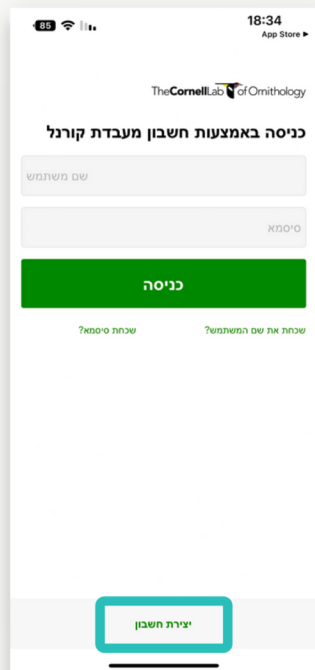 18:34
85
App Store
TheCornellLab of Ornithology
כניסה באמצעות חשבון מעבדת קורנל
שם משתמש
סיסמא
כניסה
שכחת את שם המשתמש?
שכחת סיסמא?
יצירת חשבון